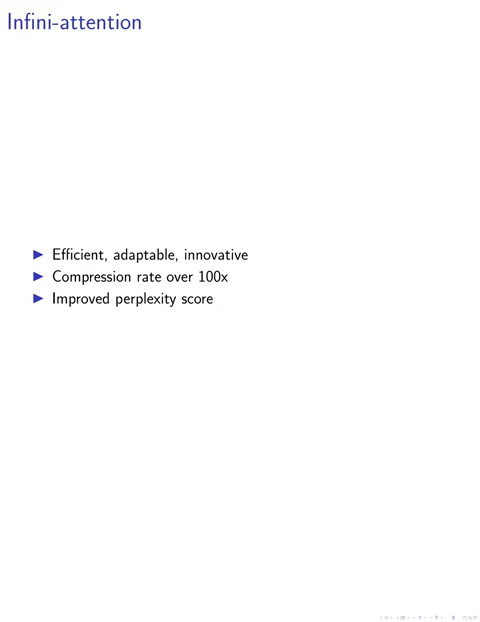 Infini-attention
Efficient, adaptable, innovative
Compression rate over 100x
Improved perplexity score